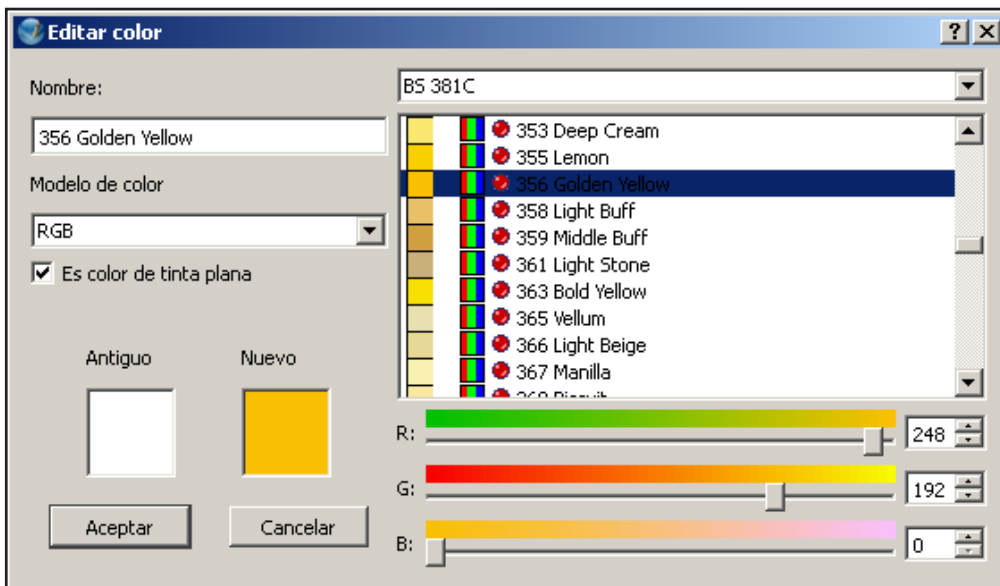 Editar color
Nombre:
356 Golden Yellow
Modelo de color
RGB
Es color de tinta plana
Antiguo
Nuevo
Aceptar
Cancelar
BS 381C
353 Deep Cream
355 Lemon
356 Golden Yellow
358 Light Buff
359 Middle Buff
361 Light Stone
363 Bold Yellow
365 Vellum
366 Light Beige
367 Manilla
R: 248
G: 192
B: 0